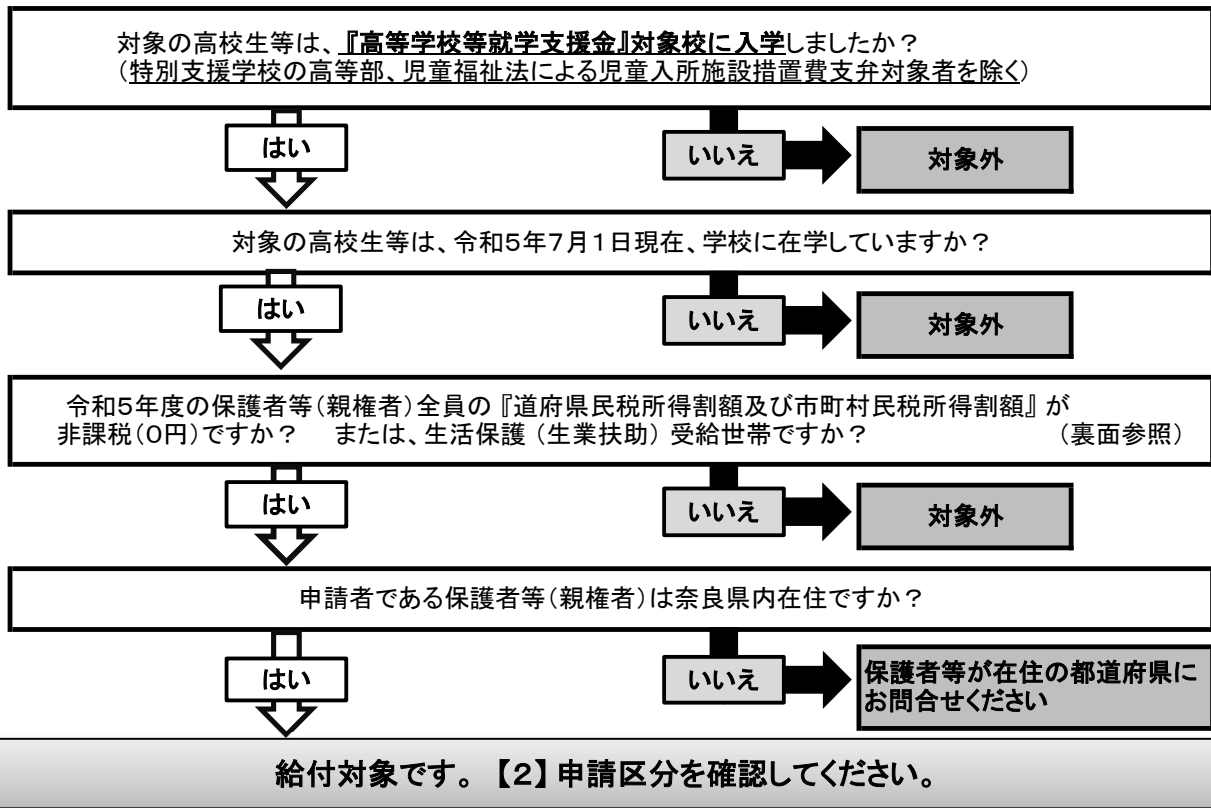 対象の高校生等は、『高等学校等就学支援金』対象校に入学しましたか？
（特別支援学校の高等部、児童福祉法による児童入所施設措置費支弁対象者を除く）
はい
いいえ
対象外
対象の高校生等は、令和５年７月１日現在、学校に在学していますか？
はい
いいえ
対象外
令和５年度の保護者等（親権者）全員の『道府県民税所得割額及び市町村民税所得割額』が
非課税（０円）ですか？　または、生活保護（生業扶助）受給世帯ですか？　（裏面参照）
はい
いいえ
対象外
申請者である保護者等（親権者）は奈良県内在住ですか？
はい
いいえ
保護者等が在住の都道府県に
お問合せください
給付対象です。【２】申請区分を確認してください。